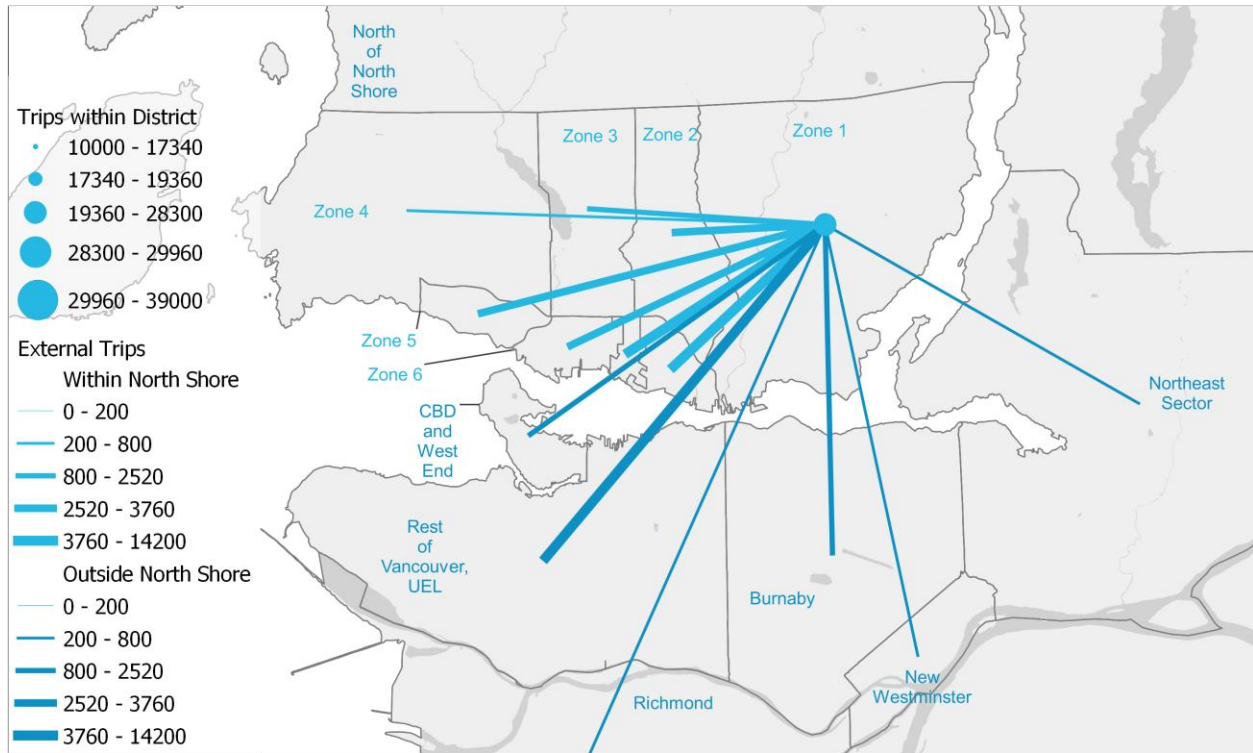 North
of
North
Shore
Trips within District
10000 - 17340
17340 - 19360
19360 - 28300
28300 - 29960
29960 - 39000
External Trips
Within North Shore
0 - 200
200 - 800
800 - 2520
2520 - 3760
3760 - 14200
Outside North Shore
0 - 200
200 - 800
800 - 2520
2520 - 3760
3760 - 14200
Zone 3
Zone 2
Zone 1
Zone 4
Zone 5
Zone 6
CBD
and
West
End
Northeast
Sector
Rest
of
Vancouver,
UEL
Burnaby
New
Westminster
Richmond